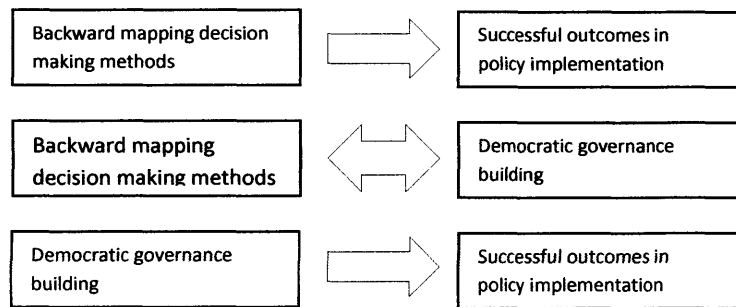 Backward mapping decision
making methods
Successful outcomes in
policy implementation
Backward mapping
decision making methods
Democratic governance
building
Democratic governance
building
Successful outcomes in
policy implementation